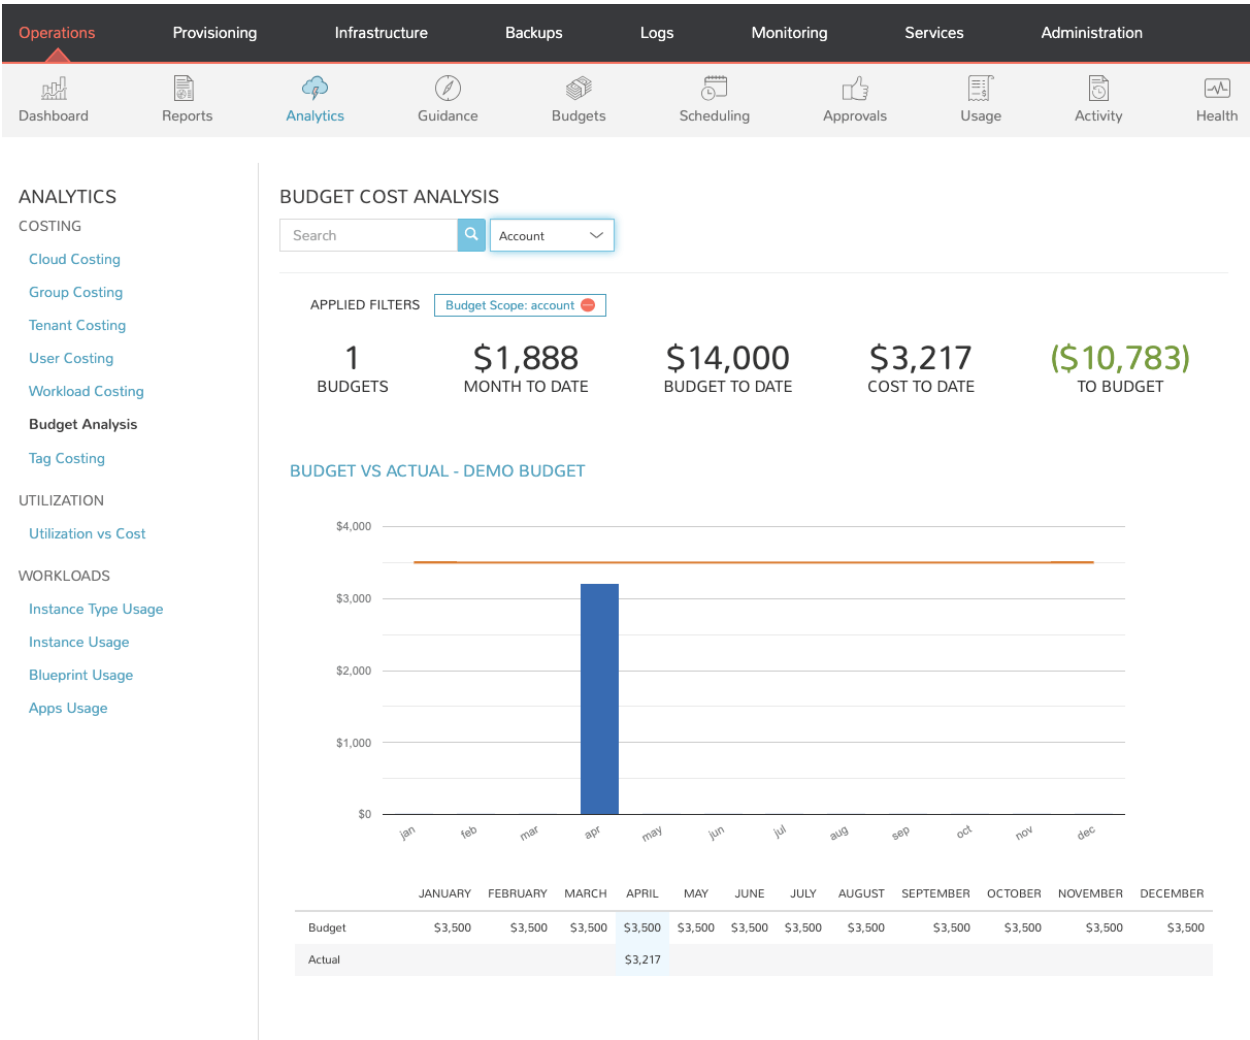 Operations Provisioning Infrastructure Backups Logs Monitoring Services Administration
Dashboard Reports Analytics Guidance Budgets Scheduling Approvals Usage Activity Health
ANALYTICS
COSTING
Cloud Costing
Group Costing
Tenant Costing
User Costing
Workload Costing
Budget Analysis
Tag Costing
UTILIZATION
Utilization vs Cost
WORKLOADS
Instance Type Usage
Instance Usage
Blueprint Usage
Apps Usage
BUDGET COST ANALYSIS
Search Account
APPLIED FILTERS Budget Scope: account
1 $1,888 $14,000 $3,217 ($10,783)
BUDGETS MONTH TO DATE BUDGET TO DATE COST TO DATE TO BUDGET
BUDGET VS ACTUAL - DEMO BUDGET
$4,000
$3,000
$2,000
$1,000
$0
jan feb mar apr may jun jul aug sep oct nov dec
JANUARY FEBRUARY MARCH APRIL MAY JUNE JULY AUGUST SEPTEMBER OCTOBER NOVEMBER DECEMBER
Budget $3,500 $3,500 $3,500 $3,500 $3,500 $3,500 $3,500 $3,500 $3,500 $3,500 $3,500 $3,500
Actual $3,217